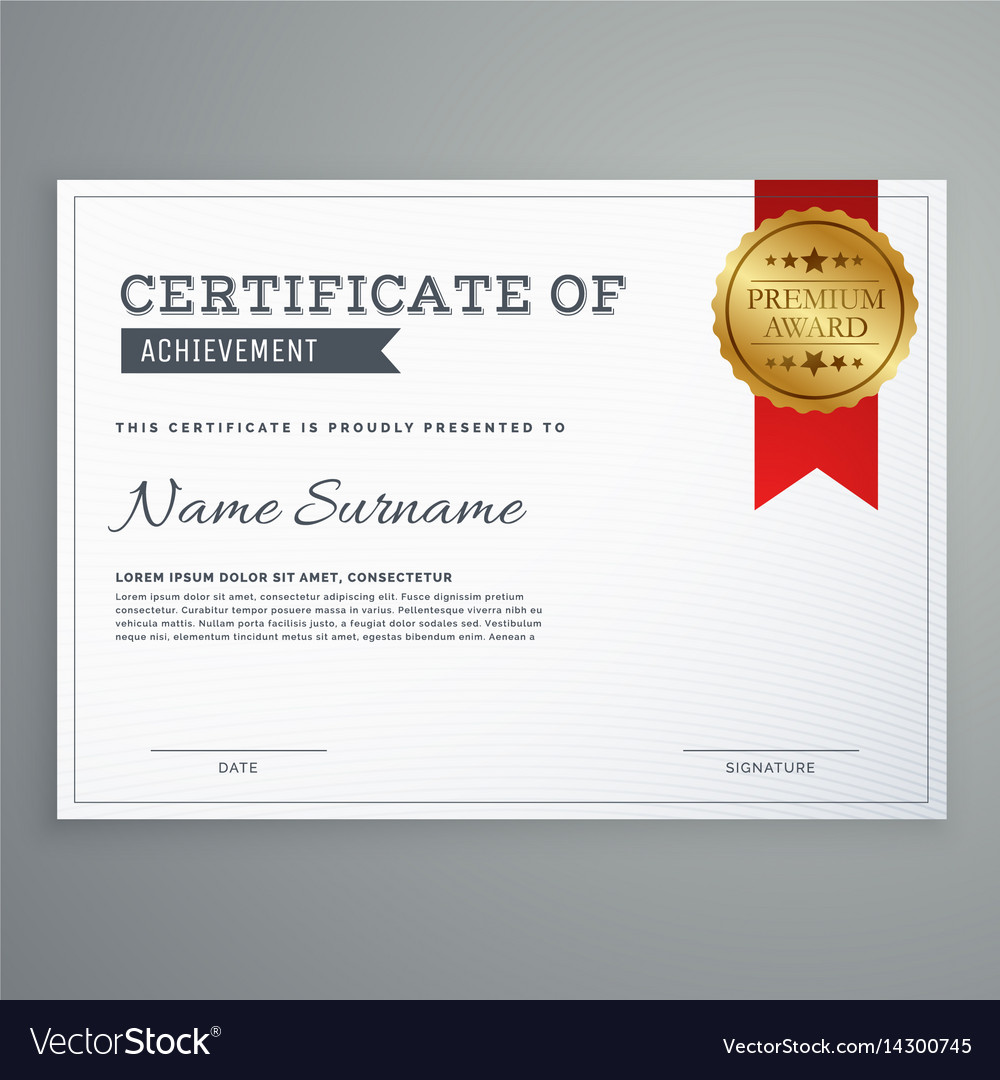 CERTIFICATE OF
ACHIEVEMENT
PREMIUM
AWARD
THIS CERTIFICATE IS PROUDLY PRESENTED TO
Name Surname
LOREM IPSUM DOLOR SIT AMET, CONSECTETUR
Lorem ipsum dolor sit amet, consectetur adipiscing elit. Fusce dignissim pretium
consectetur. Curabitur tempor posuere massa in varius. Pellentesque viverra nibh eu
vehicula mattis. Nullam porta facilisis justo, a feugiat dolor sodales sed. Vestibulum
neque nisi, elementum tincidunt metus sit amet, egestas bibendum enim. Aenean a
DATE
SIGNATURE
VectorStock®
VectorStock.com/14300745